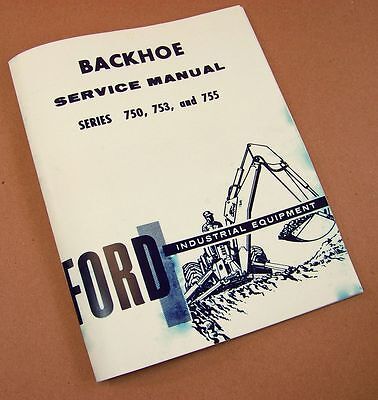 BACKHOE
SERVICE MANUAL
SERIES 750, 753, and 755
FORD
INDUSTRIAL EQUIPMENT